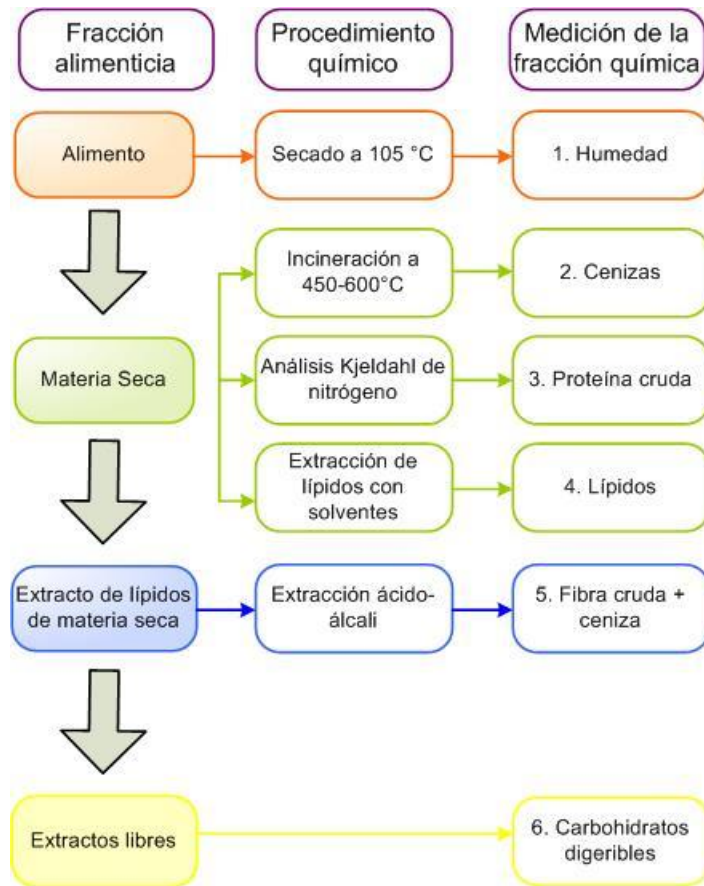 Fracción
alimenticia
Procedimiento
químico
Medición de la
fracción química
Alimento
Secado a 105 °C
1. Humedad
Incineración a
450-600°C
2. Cenizas
Materia Seca
Análisis Kjeldahl de
nitrógeno
3. Proteína cruda
Extracción de
lípidos con
solventes
4. Lípidos
Extracto de lípidos
de materia seca
Extracción ácido-
álcali
5. Fibra cruda +
ceniza
Extractos libres
6. Carbohidratos
digeribles